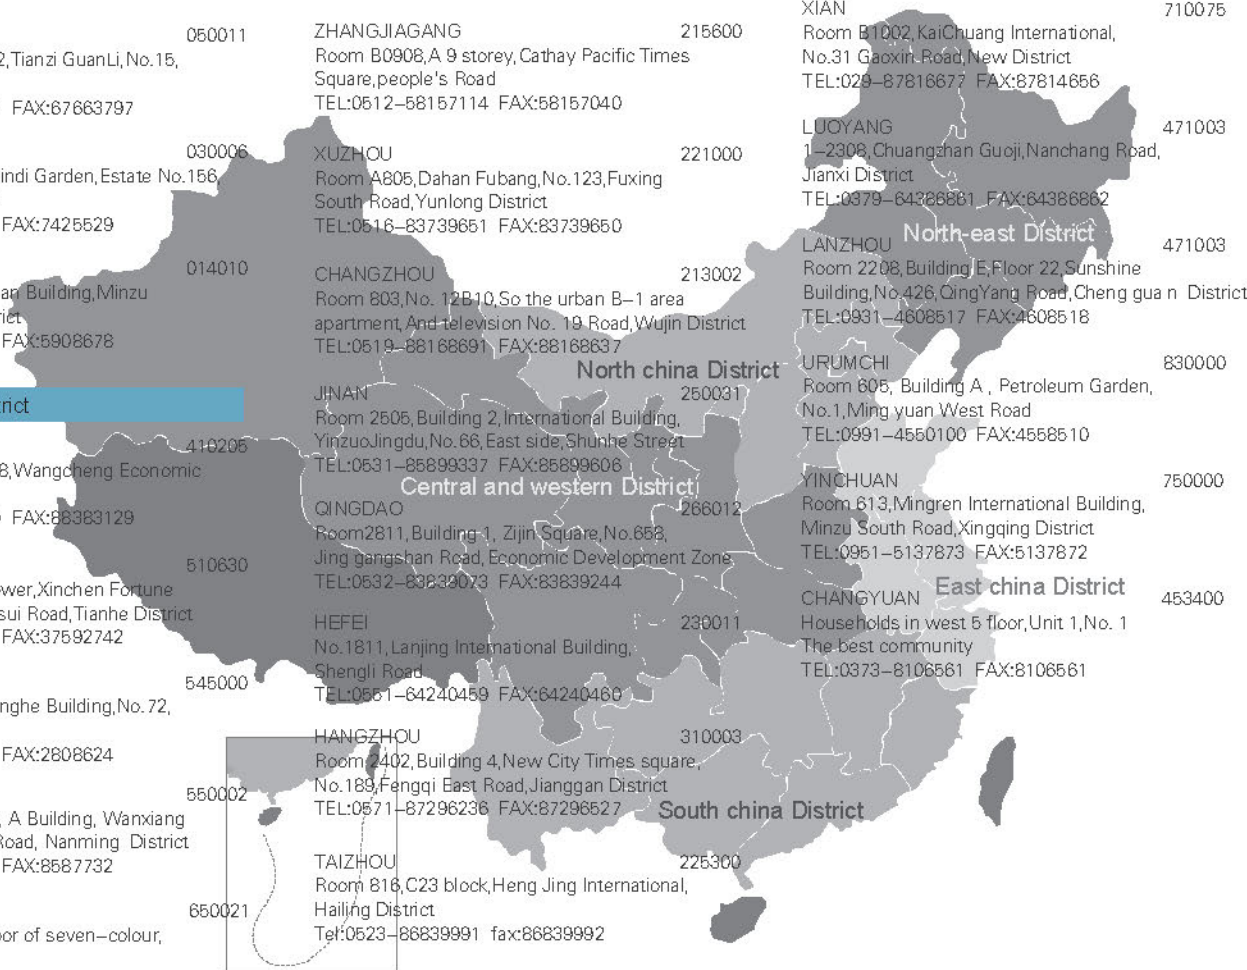 050011
2,Tianzi GuanLi,No.15,
FAX:67663797
030006
indi Garden,Estate No.156,
FAX:7425529
014010
an Building,Minzu
rict
FAX:5908678
trict
410205
8,Wangcheng Economic
FAX:88383129
510630
wer,Xinchen Fortune
sui Road,Tianhe District
FAX:37592742
545000
nghe Building,No.72,
FAX:2808624
550002
, A Building, Wanxiang
Road, Nanming District
FAX:8587732
650021
oor of seven–colour,
ZHANGJIAGANG 215600
Room B0908,A 9 storey,Cathay Pacific Times
Square,people's Road
TEL:0512–58157114 FAX:58157040
XUZHOU 221000
Room A805,Dahan Fubang,No.123,Fuxing
South Road,Yunlong District
TEL:0516–83739651 FAX:83739650
CHANGZHOU 213002
Room 803,No. 12B10,So the urban B–1 area
apartment,And television No. 19 Road,Wujin District
TEL:0519–88168691 FAX:88168637
North china District
JINAN 250031
Room 2505,Building 2,International Building,
YinzuoJingdu,No.66,East side,Shunhe Street
TEL:0531–85899337 FAX:85899606
Central and western District
QINGDAO 266012
Room2811,Building 1, Zijin Square,No.658,
Jing gangshan Road,Economic Development Zone
TEL:0532–83839073 FAX:83839244
HEFEI 230011
No.1811,Lanjing International Building,
Shengli Road
TEL:0551–64240459 FAX:64240460
HANGZHOU 310003
Room 2402,Building 4,New City Times square,
No.189,Fengqi East Road,Jianggan District
TEL:0571–87296236 FAX:87296527
South china District
TAIZHOU 225300
Room 816,C23 block,Heng Jing International,
Hailing District
Tel:0523–86839991 fax:86839992
XIAN 710075
Room B1002,KaiChuang International,
No.31 Gaoxin Road,New District
TEL:029–87816677 FAX:87814656
LUOYANG 471003
1–2308,Chuangzhan Guoji,Nanchang Road,
Jianxi District
TEL:0379–64386861 FAX:64386862
North-east District
LANZHOU 471003
Room 2208,Building E,Floor 22,Sunshine
Building,No.426,QingYang Road,Cheng gua n District
TEL:0931–4608517 FAX:4608518
URUMCHI 830000
Room 605, Building A , Petroleum Garden,
No.1,Ming yuan West Road
TEL:0991–4550100 FAX:4558510
YINCHUAN 750000
Room 613,Mingren International Building,
Minzu South Road,Xingqing District
TEL:0951–5137873 FAX:5137872
East china District
CHANGYUAN 453400
Households in west 5 floor,Unit 1,No. 1
The best community
TEL:0373–8106561 FAX:8106561